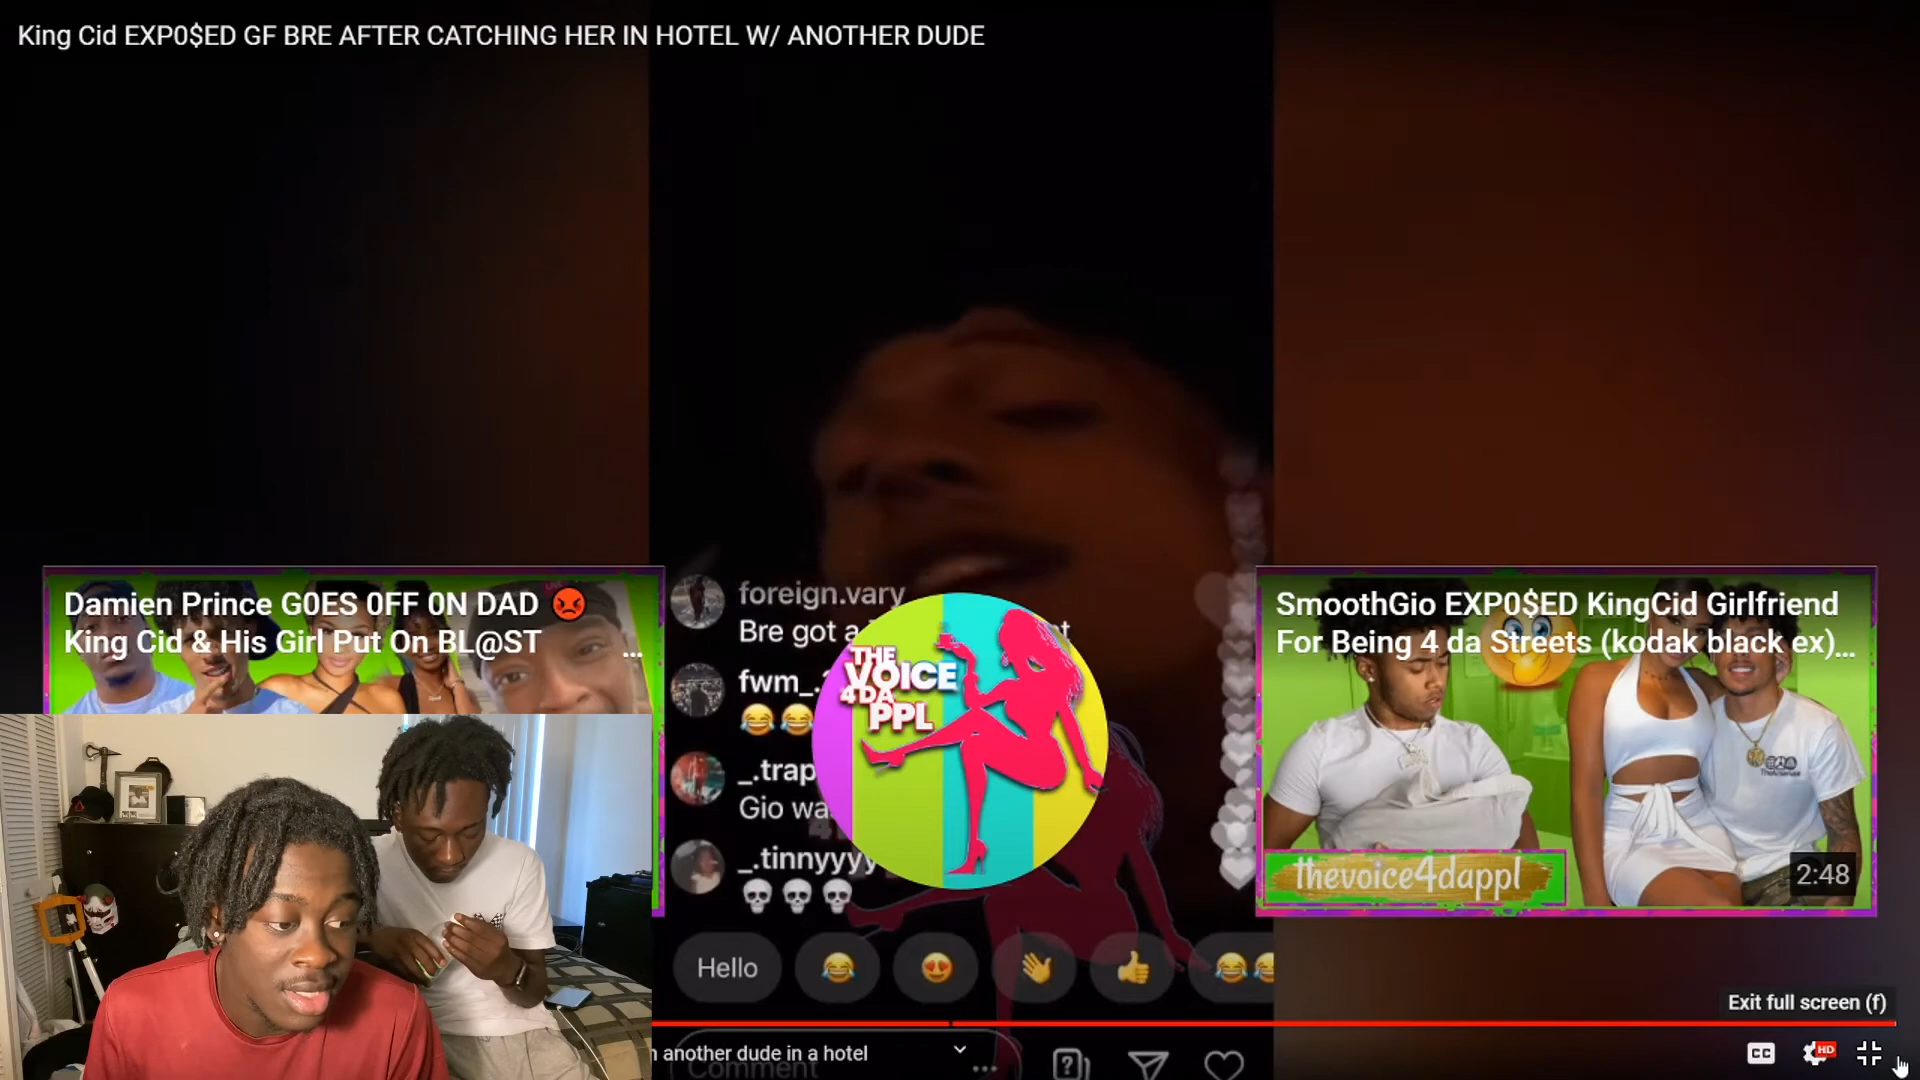 King Cid EXP0$ED GF BRE AFTER CATCHING HER IN HOTEL W/ ANOTHER DUDE
Damien Prince G0ES 0FF 0N DAD 😡
King Cid & His Girl Put On BL@ST
...
foreign.vary
Bre got a
fwm_.
😂😂
_.trap
Gio wa
_.tinnyyyy
💀💀💀
THE
VOICE
4 DA
PPL
SmoothGio EXP0$ED KingCid Girlfriend
For Being 4 da Streets (kodak black ex)...
thevoice4dappl
2:48
Hello 😂 😍 👋 👍 😂😂
Exit full screen (f)
another dude in a hotel
Comment
CC
HD